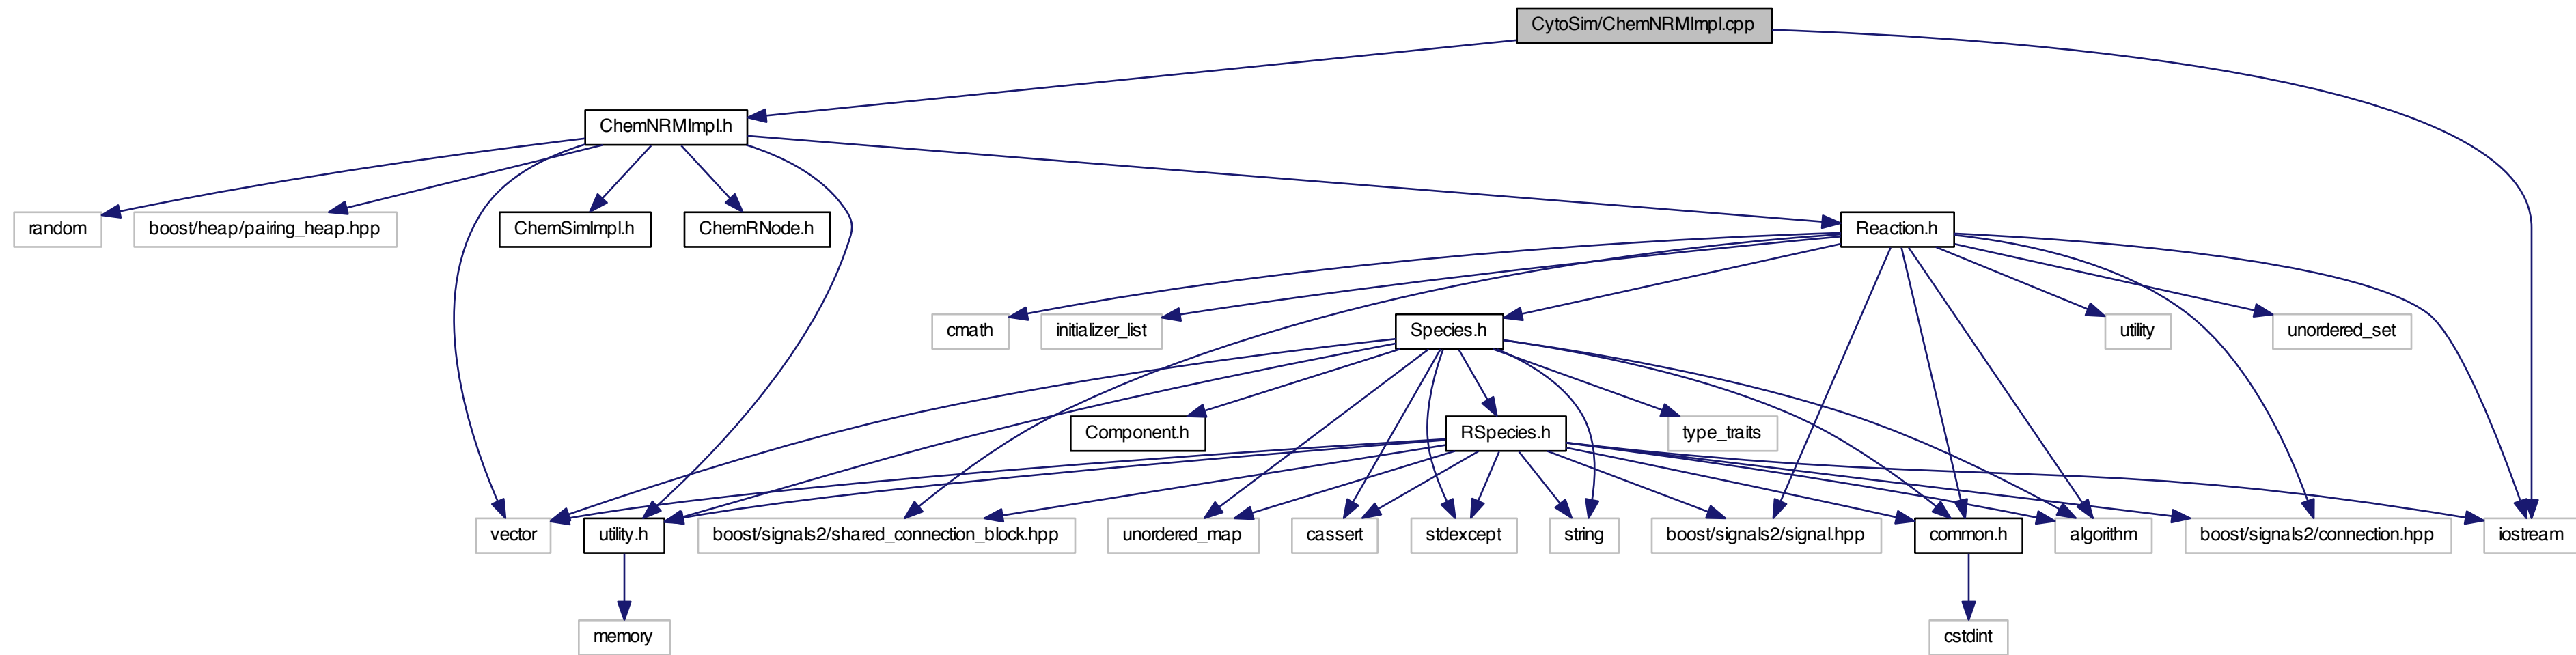 CytoSim/ChemNRMImpl.cpp
ChemNRMImpl.h
random
boost/heap/pairing_heap.hpp
ChemSimImpl.h
ChemRNode.h
Reaction.h
cmath
initializer_list
Species.h
utility
unordered_set
Component.h
RSpecies.h
type_traits
vector
utility.h
boost/signals2/shared_connection_block.hpp
unordered_map
cassert
stdexcept
string
boost/signals2/signal.hpp
common.h
algorithm
boost/signals2/connection.hpp
iostream
memory
cstdint